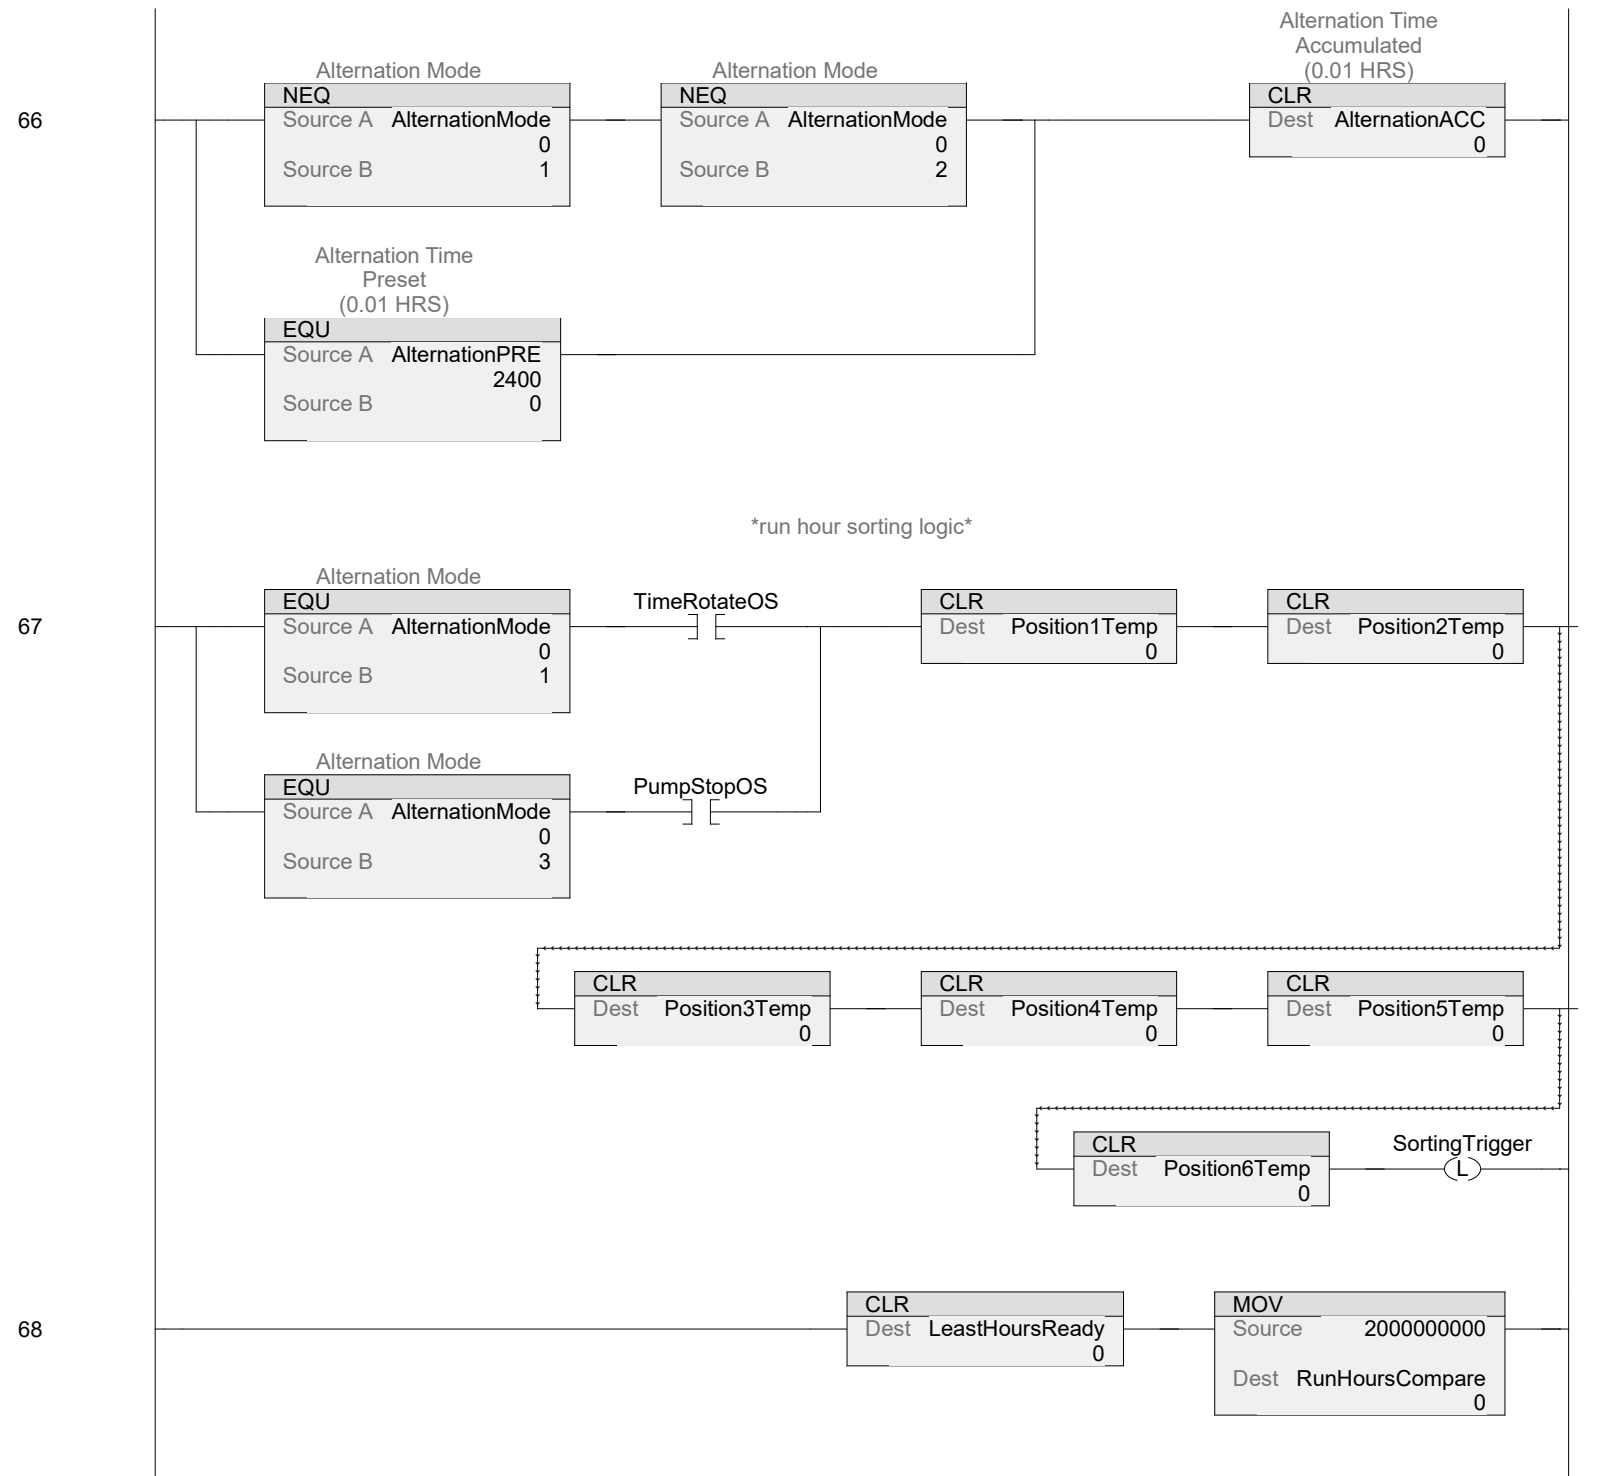 66
Alternation Mode
NEQ
Source A AlternationMode
0
Source B 1
Alternation Mode
NEQ
Source A AlternationMode
0
Source B 2
Alternation Time
Accumulated
(0.01 HRS)
CLR
Dest AlternationACC
0
Alternation Time
Preset
(0.01 HRS)
EQU
Source A AlternationPRE
2400
Source B 0
*run hour sorting logic*
67
Alternation Mode
EQU
Source A AlternationMode
0
Source B 1
TimeRotateOS
CLR
Dest Position1Temp
0
CLR
Dest Position2Temp
0
Alternation Mode
EQU
Source A AlternationMode
0
Source B 3
PumpStopOS
CLR
Dest Position3Temp
0
CLR
Dest Position4Temp
0
CLR
Dest Position5Temp
0
CLR
Dest Position6Temp
0
SortingTrigger
L
68
CLR
Dest LeastHoursReady
0
MOV
Source 2000000000
Dest RunHoursCompare
0